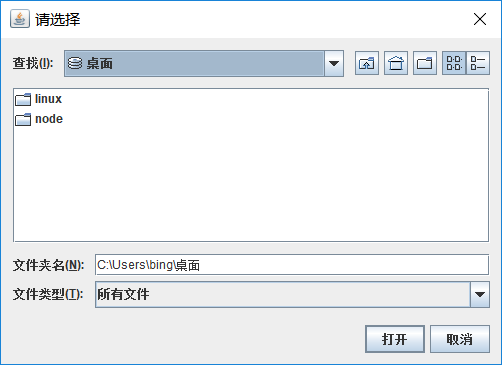 请选择
查找(I): 桌面
linux
node
文件夹名(N): C:\Users\bing\桌面
文件类型(T): 所有文件
打开 取消